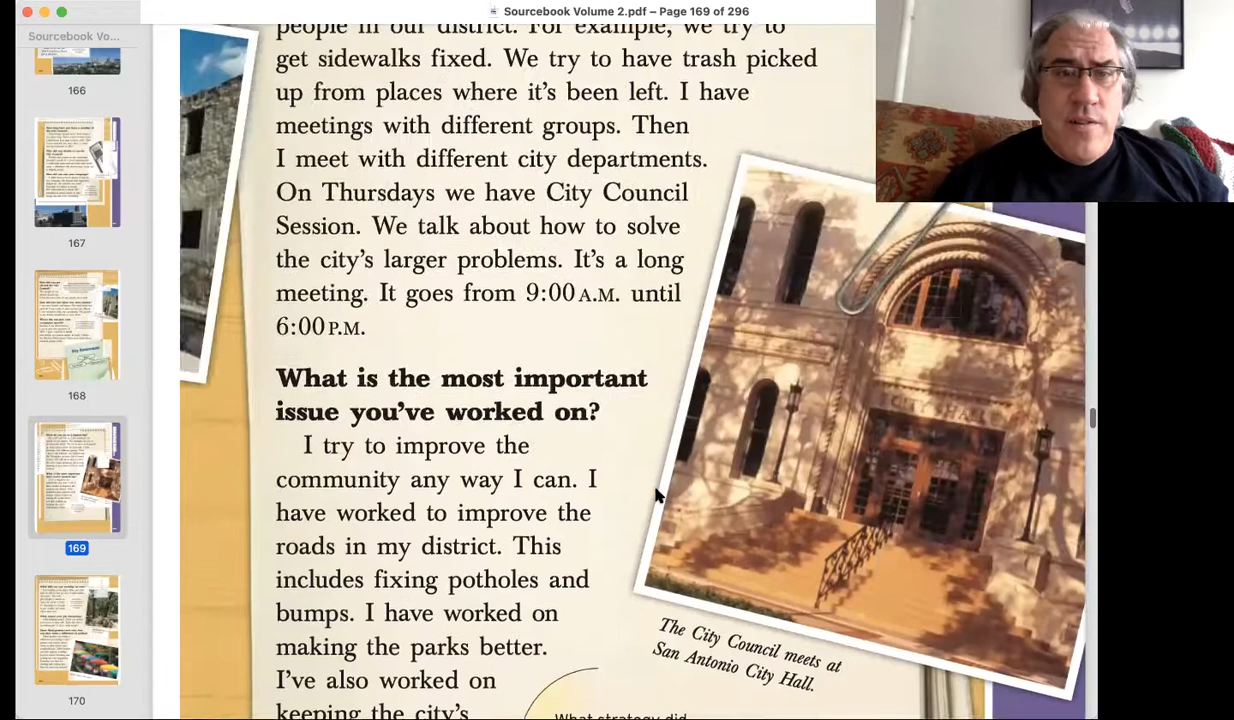 Sourcebook Volume 2.pdf – Page 169 of 296
Sourcebook Vo...
166
167
168
169
170
people in our district. For example, we try to
get sidewalks fixed. We try to have trash picked
up from places where it's been left. I have
meetings with different groups. Then
I meet with different city departments.
On Thursdays we have City Council
Session. We talk about how to solve
the city's larger problems. It's a long
meeting. It goes from 9:00 A.M. until
6:00 P.M.
What is the most important
issue you've worked on?
I try to improve the
community any way I can. I
have worked to improve the
roads in my district. This
includes fixing potholes and
bumps. I have worked on
making the parks better.
I've also worked on
keeping the city's
What strategy did
CITY HALL
The City Council meets at
San Antonio City Hall.